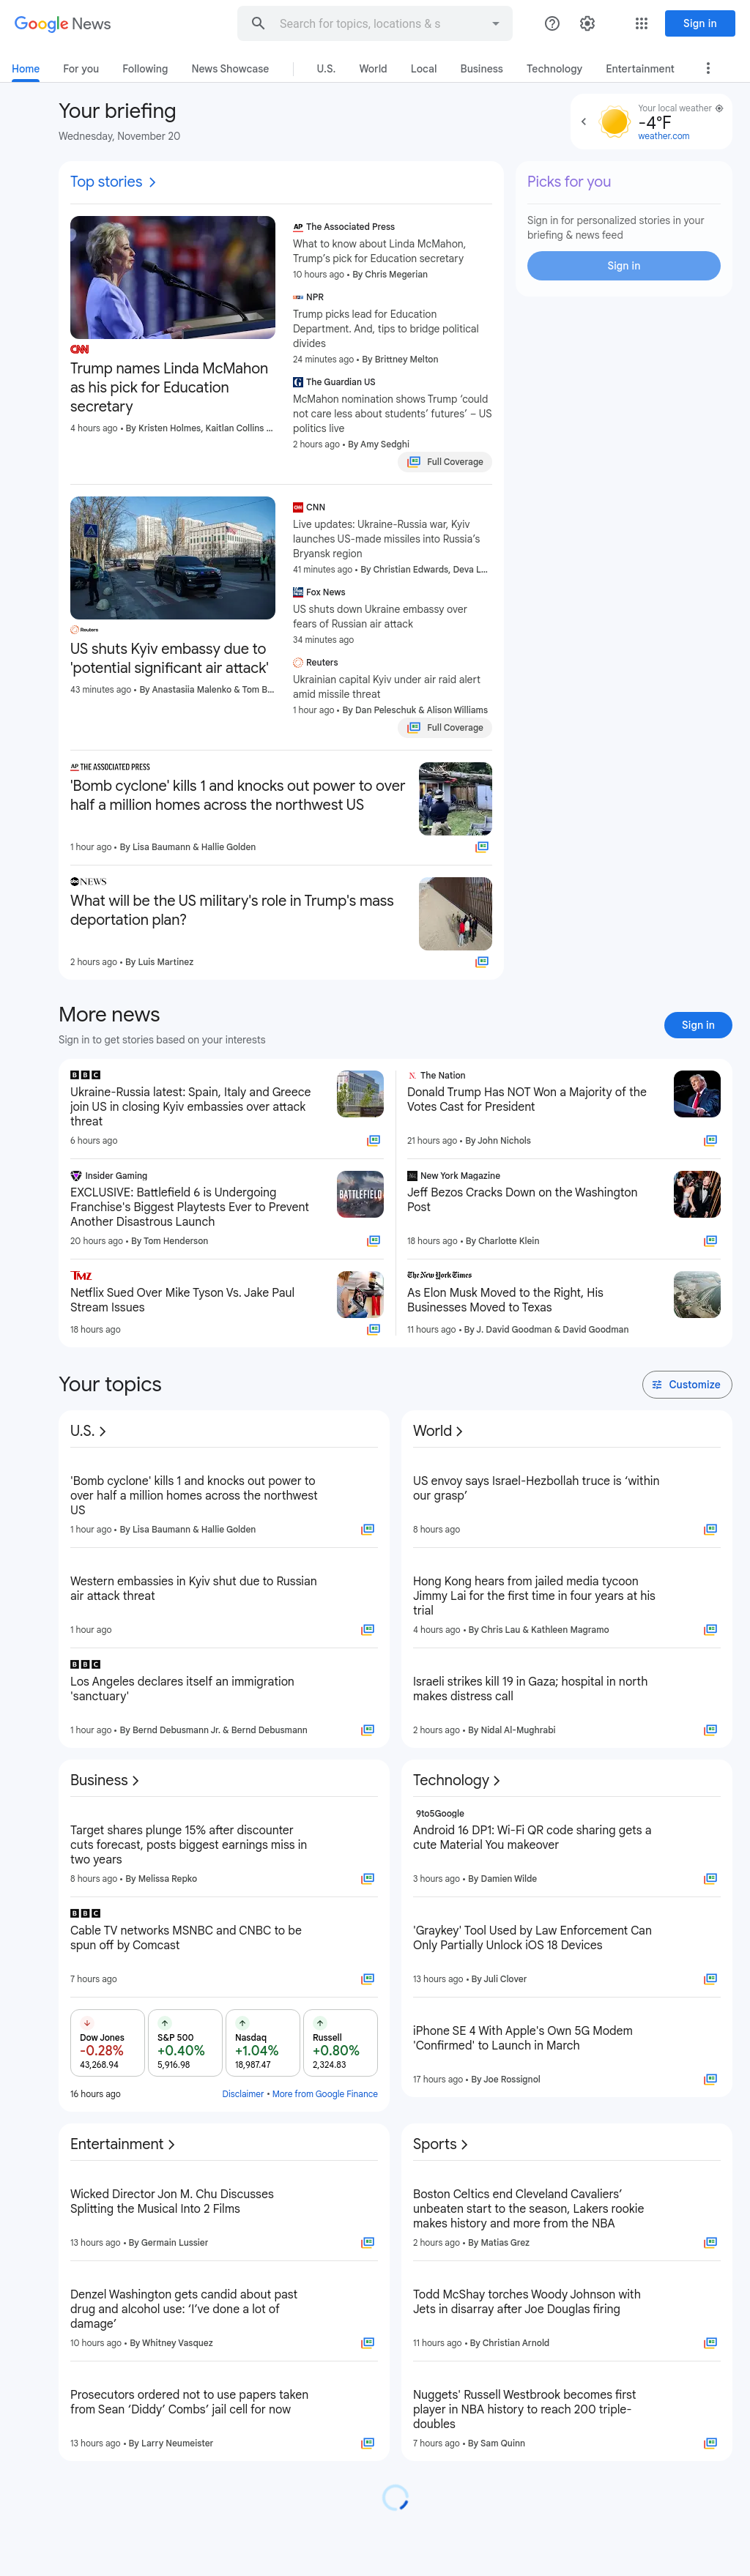 Google News
Search for topics, locations & s
Sign in
Home
For you
Following
News Showcase
U.S.
World
Local
Business
Technology
Entertainment
Your briefing
Wednesday, November 20
Your local weather
-4°F
weather.com
Top stories
Picks for you
Sign in for personalized stories in your
briefing & news feed
Sign in
CNN
Trump names Linda McMahon
as his pick for Education
secretary
4 hours ago • By Kristen Holmes, Kaitlan Collins ...
AP The Associated Press
What to know about Linda McMahon,
Trump's pick for Education secretary
10 hours ago • By Chris Megerian
NPR
Trump picks lead for Education
Department. And, tips to bridge political
divides
24 minutes ago • By Brittney Melton
The Guardian US
McMahon nomination shows Trump ‘could
not care less about students’ futures’ – US
politics live
2 hours ago • By Amy Sedghi
Full Coverage
Reuters
US shuts Kyiv embassy due to
'potential significant air attack'
43 minutes ago • By Anastasiia Malenko & Tom B...
CNN
Live updates: Ukraine-Russia war, Kyiv
launches US-made missiles into Russia’s
Bryansk region
41 minutes ago • By Christian Edwards, Deva L...
Fox News
US shuts down Ukraine embassy over
fears of Russian air attack
34 minutes ago
Reuters
Ukrainian capital Kyiv under air raid alert
amid missile threat
1 hour ago • By Dan Peleschuk & Alison Williams
Full Coverage
AP THE ASSOCIATED PRESS
'Bomb cyclone' kills 1 and knocks out power to over
half a million homes across the northwest US
1 hour ago • By Lisa Baumann & Hallie Golden
abc NEWS
What will be the US military's role in Trump's mass
deportation plan?
2 hours ago • By Luis Martinez
More news
Sign in to get stories based on your interests
Sign in
BBC
Ukraine-Russia latest: Spain, Italy and Greece
join US in closing Kyiv embassies over attack
threat
6 hours ago
The Nation
Donald Trump Has NOT Won a Majority of the
Votes Cast for President
21 hours ago • By John Nichols
Insider Gaming
EXCLUSIVE: Battlefield 6 is Undergoing
Franchise's Biggest Playtests Ever to Prevent
Another Disastrous Launch
20 hours ago • By Tom Henderson
BATTLEFIELD
New York Magazine
Jeff Bezos Cracks Down on the Washington
Post
18 hours ago • By Charlotte Klein
TMZ
Netflix Sued Over Mike Tyson Vs. Jake Paul
Stream Issues
18 hours ago
The New York Times
As Elon Musk Moved to the Right, His
Businesses Moved to Texas
11 hours ago • By J. David Goodman & David Goodman
Your topics
Customize
U.S.
'Bomb cyclone' kills 1 and knocks out power to
over half a million homes across the northwest
US
1 hour ago • By Lisa Baumann & Hallie Golden
Western embassies in Kyiv shut due to Russian
air attack threat
1 hour ago
BBC
Los Angeles declares itself an immigration
'sanctuary'
1 hour ago • By Bernd Debusmann Jr. & Bernd Debusmann
World
US envoy says Israel-Hezbollah truce is ‘within
our grasp’
8 hours ago
Hong Kong hears from jailed media tycoon
Jimmy Lai for the first time in four years at his
trial
4 hours ago • By Chris Lau & Kathleen Magramo
Israeli strikes kill 19 in Gaza; hospital in north
makes distress call
2 hours ago • By Nidal Al-Mughrabi
Business
Target shares plunge 15% after discounter
cuts forecast, posts biggest earnings miss in
two years
8 hours ago • By Melissa Repko
BBC
Cable TV networks MSNBC and CNBC to be
spun off by Comcast
7 hours ago
Dow Jones
-0.28%
43,268.94
S&P 500
+0.40%
5,916.98
Nasdaq
+1.04%
18,987.47
Russell
+0.80%
2,324.83
16 hours ago
Disclaimer • More from Google Finance
Technology
9to5Google
Android 16 DP1: Wi-Fi QR code sharing gets a
cute Material You makeover
3 hours ago • By Damien Wilde
'Graykey' Tool Used by Law Enforcement Can
Only Partially Unlock iOS 18 Devices
13 hours ago • By Juli Clover
iPhone SE 4 With Apple's Own 5G Modem
'Confirmed' to Launch in March
17 hours ago • By Joe Rossignol
Entertainment
Wicked Director Jon M. Chu Discusses
Splitting the Musical Into 2 Films
13 hours ago • By Germain Lussier
Denzel Washington gets candid about past
drug and alcohol use: ‘I’ve done a lot of
damage’
10 hours ago • By Whitney Vasquez
Prosecutors ordered not to use papers taken
from Sean ‘Diddy’ Combs’ jail cell for now
13 hours ago • By Larry Neumeister
Sports
Boston Celtics end Cleveland Cavaliers’
unbeaten start to the season, Lakers rookie
makes history and more from the NBA
2 hours ago • By Matias Grez
Todd McShay torches Woody Johnson with
Jets in disarray after Joe Douglas firing
11 hours ago • By Christian Arnold
Nuggets' Russell Westbrook becomes first
player in NBA history to reach 200 triple-
doubles
7 hours ago • By Sam Quinn